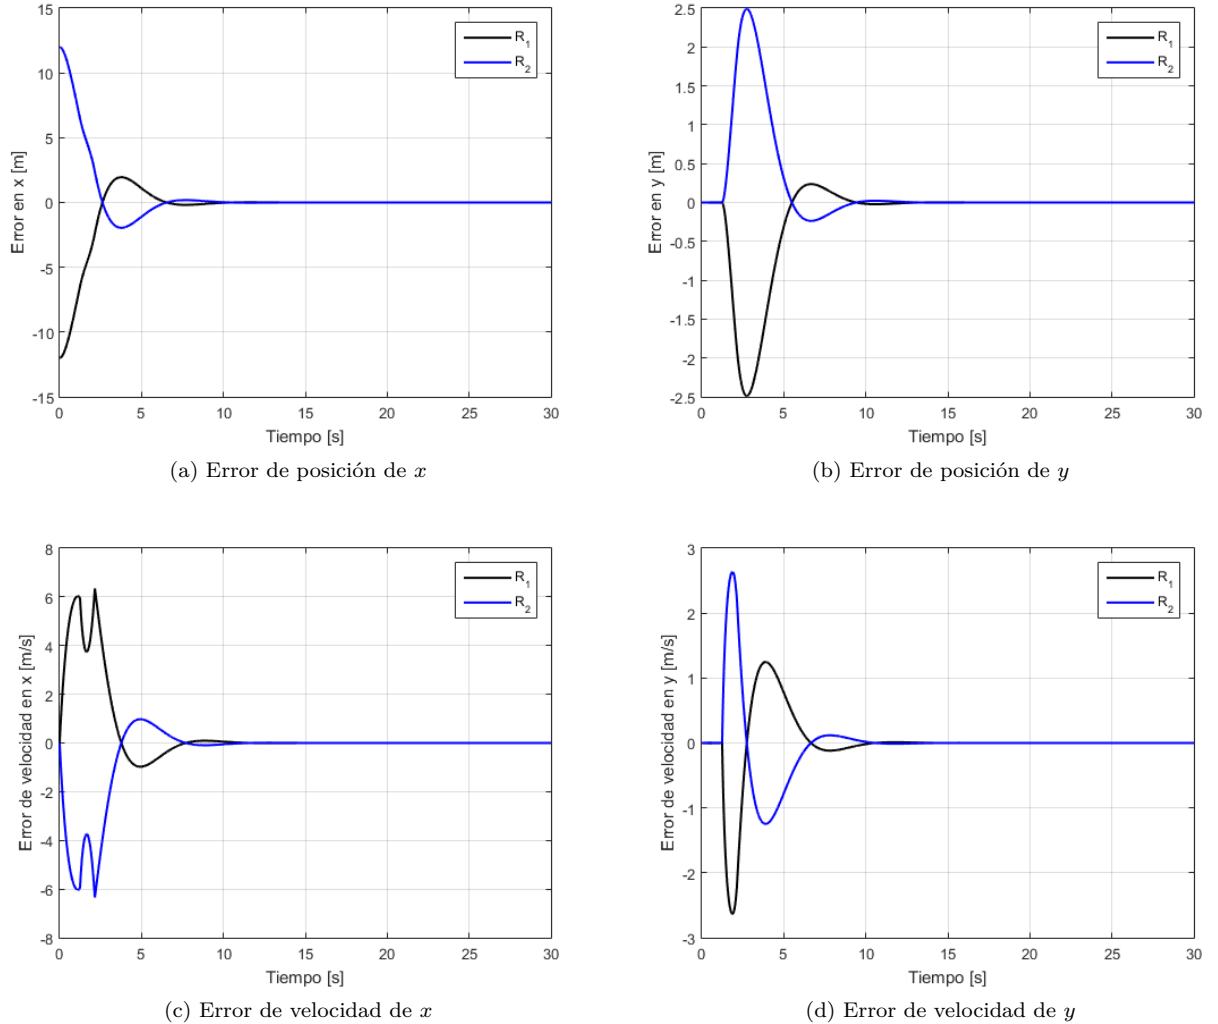 15
10
5
0
-5
-10
-15
Error en x [m]
0 5 10 15 20 25 30
Tiempo [s]
R1
R2
(a) Error de posición de x
2.5
2
1.5
1
0.5
0
-0.5
-1
-1.5
-2
-2.5
Error en y [m]
0 5 10 15 20 25 30
Tiempo [s]
R1
R2
(b) Error de posición de y
8
6
4
2
0
-2
-4
-6
-8
Error de velocidad en x [m/s]
0 5 10 15 20 25 30
Tiempo [s]
R1
R2
(c) Error de velocidad de x
3
2
1
0
-1
-2
-3
Error de velocidad en y [m/s]
0 5 10 15 20 25 30
Tiempo [s]
R1
R2
(d) Error de velocidad de y